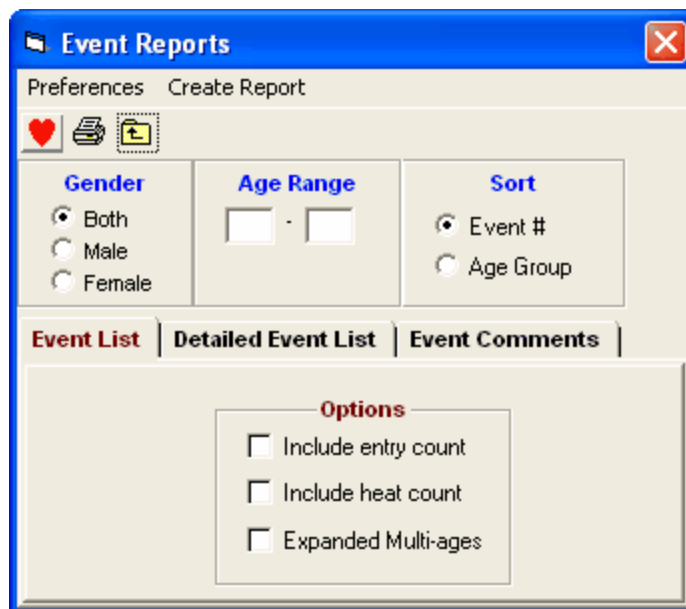 Event Reports
Preferences Create Report
Gender
Both
Male
Female
Age Range
-
Sort
Event #
Age Group
Event List
Detailed Event List
Event Comments
Options
Include entry count
Include heat count
Expanded Multi-ages